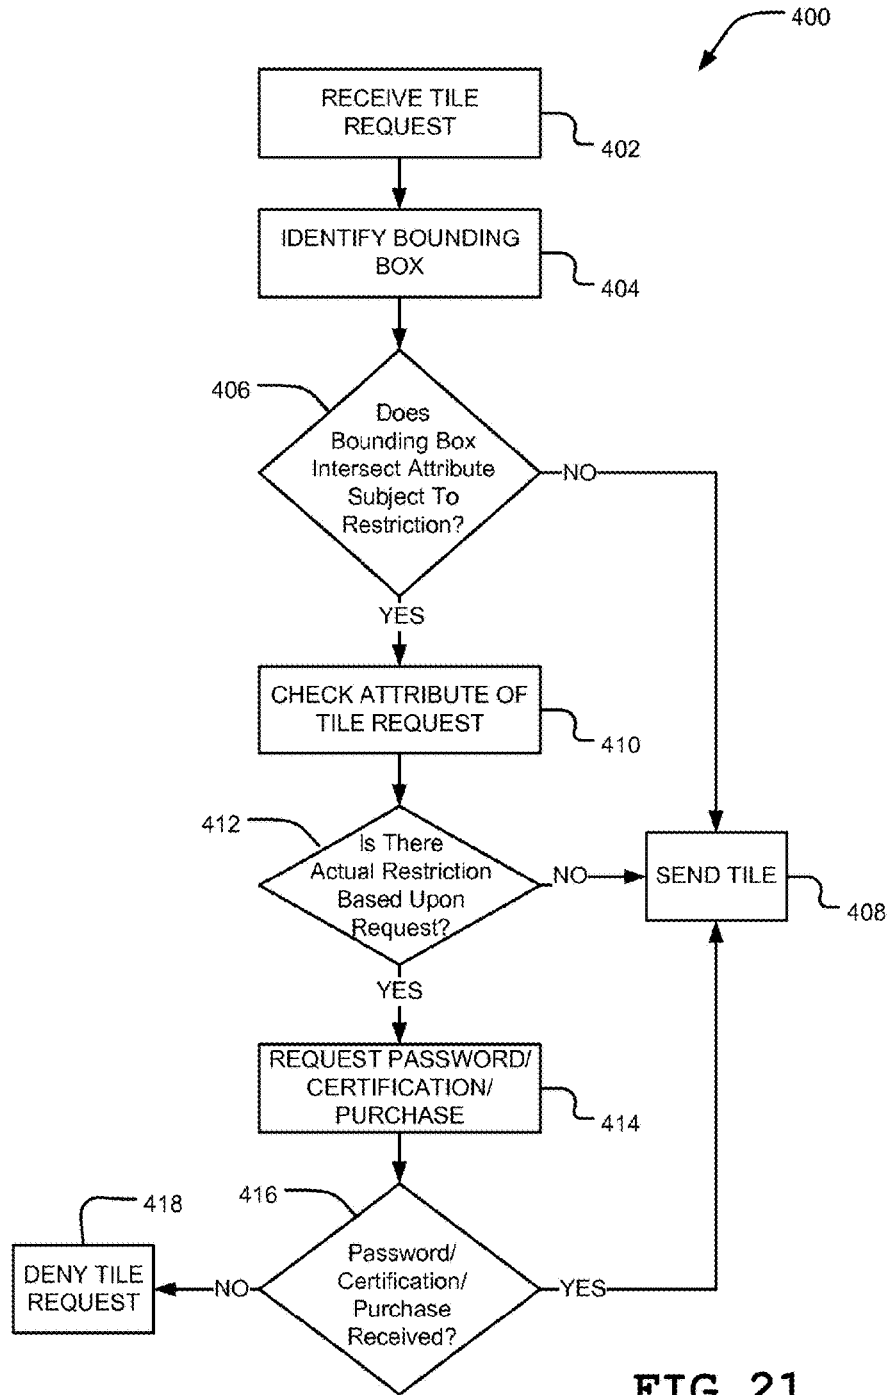 400
RECEIVE TILE
REQUEST
402
IDENTIFY BOUNDING
BOX
404
406
Does
Bounding Box
Intersect Attribute
Subject To
Restriction?
NO
YES
CHECK ATTRIBUTE OF
TILE REQUEST
410
412
Is There
Actual Restriction
Based Upon
Request?
NO
SEND TILE
408
YES
REQUEST PASSWORD/
CERTIFICATION/
PURCHASE
414
416
418
DENY TILE
REQUEST
NO
Password/
Certification/
Purchase
Received?
YES
FIG. 21